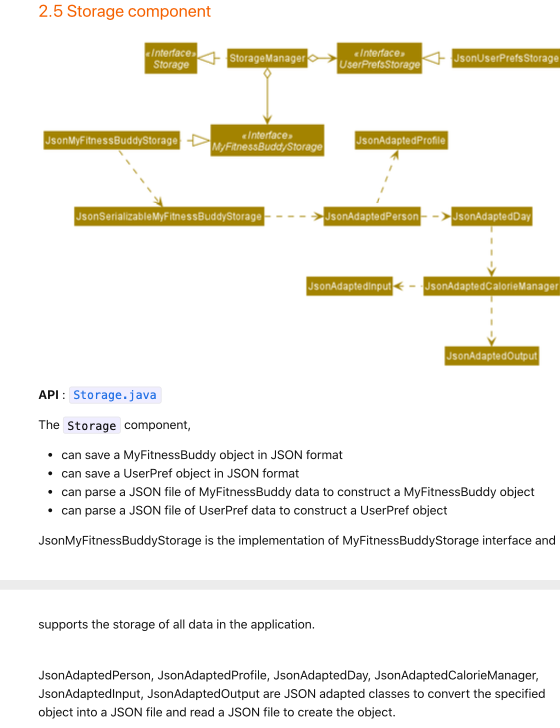 2.5 Storage component
«Interface»
Storage
StorageManager
«Interface»
UserPrefsStorage
JsonUserPrefsStorage
JsonMyFitnessBuddyStorage
«Interface»
MyFitnessBuddyStorage
JsonAdaptedProfile
JsonSerializableMyFitnessBuddyStorage
JsonAdaptedPerson
JsonAdaptedDay
JsonAdaptedInput
JsonAdaptedCalorieManager
JsonAdaptedOutput
API : Storage.java
The Storage component,
• can save a MyFitnessBuddy object in JSON format
• can save a UserPref object in JSON format
• can parse a JSON file of MyFitnessBuddy data to construct a MyFitnessBuddy object
• can parse a JSON file of UserPref data to construct a UserPref object
JsonMyFitnessBuddyStorage is the implementation of MyFitnessBuddyStorage interface and
supports the storage of all data in the application.
JsonAdaptedPerson, JsonAdaptedProfile, JsonAdaptedDay, JsonAdaptedCalorieManager,
JsonAdaptedInput, JsonAdaptedOutput are JSON adapted classes to convert the specified
object into a JSON file and read a JSON file to create the object.